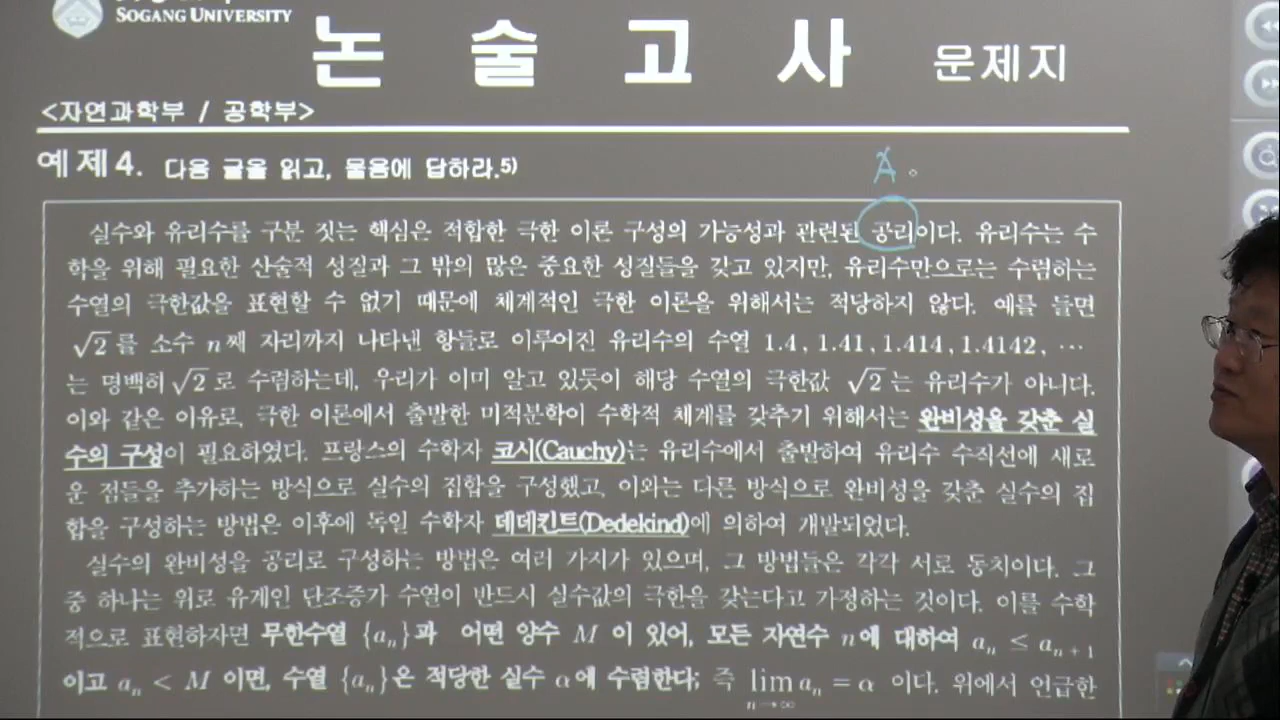 SOGANG UNIVERSITY
논 술 고 사 문제지
<자연과학부 / 공학부>
예제4. 다음 글을 읽고, 물음에 답하라.5)
A
실수와 유리수를 구분 짓는 핵심은 적합한 극한 이론 구성의 가능성과 관련된 공리이다. 유리수는 수
학을 위해 필요한 산술적 성질과 그 밖의 많은 중요한 성질들을 갖고 있지만, 유리수만으로는 수렴하는
수열의 극한값을 표현할 수 없기 때문에 체계적인 극한 이론을 위해서는 적당하지 않다. 예를 들면
√2 를 소수 n째 자리까지 나타낸 항들로 이루어진 유리수의 수열 1.4, 1.41, 1.414, 1.4142, ⋯
는 명백히 √2 로 수렴하는데, 우리가 이미 알고 있듯이 해당 수열의 극한값 √2 는 유리수가 아니다.
이와 같은 이유로, 극한 이론에서 출발한 미적분학이 수학적 체계를 갖추기 위해서는 완비성을 갖춘 실
수의 구성이 필요하였다. 프랑스의 수학자 코시(Cauchy)는 유리수에서 출발하여 유리수 수직선에 새로
운 점들을 추가하는 방식으로 실수의 집합을 구성했고, 이와는 다른 방식으로 완비성을 갖춘 실수의 집
합을 구성하는 방법은 이후에 독일 수학자 데데킨트(Dedekind)에 의하여 개발되었다.
실수의 완비성을 공리로 구성하는 방법은 여러 가지가 있으며, 그 방법들은 각각 서로 동치이다. 그
중 하나는 위로 유계인 단조증가 수열이 반드시 실수값의 극한을 갖는다고 가정하는 것이다. 이를 수학
적으로 표현하자면 무한수열 {aₙ}과 어떤 양수 M 이 있어, 모든 자연수 n에 대하여 aₙ ≤ aₙ₊₁
이고 aₙ < M 이면, 수열 {aₙ}은 적당한 실수 α에 수렴한다; 즉 lim n→∞ aₙ = α 이다. 위에서 언급한